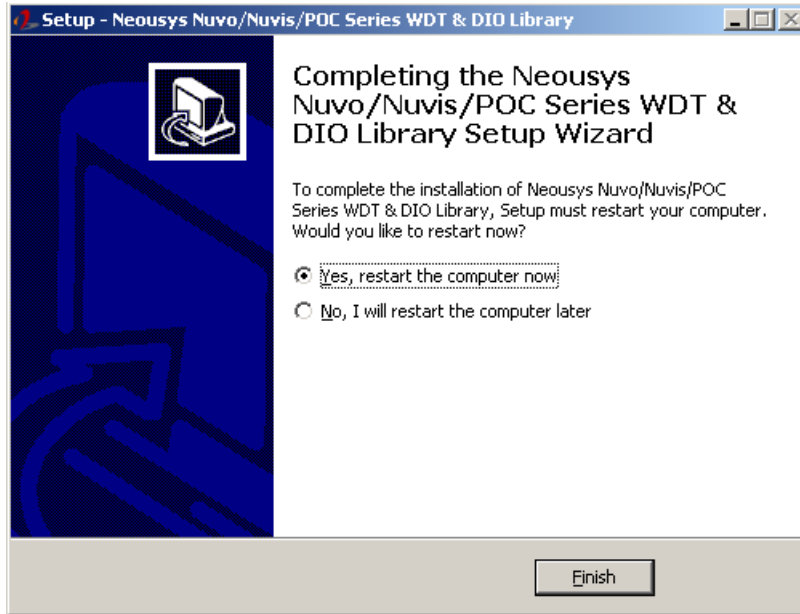 Setup - Neousys Nuvo/Nuvis/POC Series WDT & DIO Library
Completing the Neousys
Nuvo/Nuvis/POC Series WDT &
DIO Library Setup Wizard
To complete the installation of Neousys Nuvo/Nuvis/POC
Series WDT & DIO Library, Setup must restart your computer.
Would you like to restart now?
Yes, restart the computer now
No, I will restart the computer later
Finish